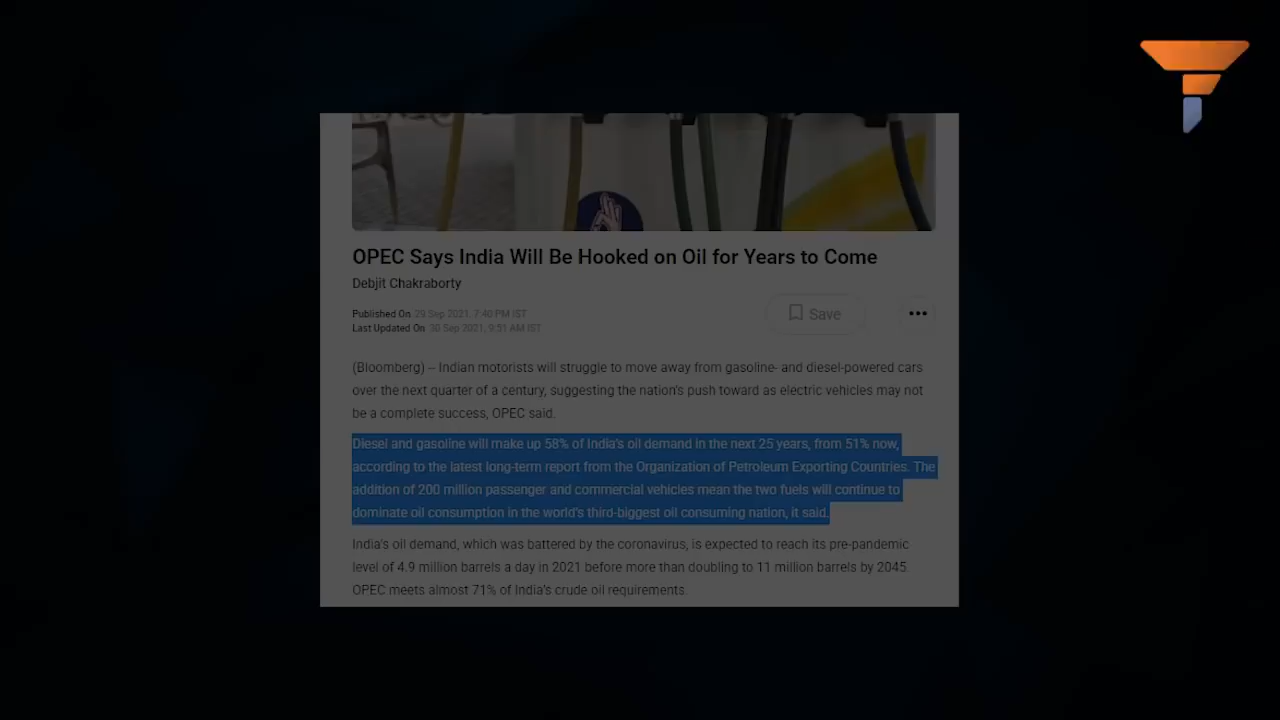 OPEC Says India Will Be Hooked on Oil for Years to Come
Debjit Chakraborty
Published On 29 Sep 2021, 7:40 PM IST
Save
Last Updated On 30 Sep 2021, 9:51 AM IST
(Bloomberg) – Indian motorists will struggle to move away from gasoline- and diesel-powered cars
over the next quarter of a century, suggesting the nation's push toward as electric vehicles may not
be a complete success, OPEC said.
Diesel and gasoline will make up 58% of India's oil demand in the next 25 years, from 51% now,
according to the latest long-term report from the Organization of Petroleum Exporting Countries. The
addition of 200 million passenger and commercial vehicles mean the two fuels will continue to
dominate oil consumption in the world's third-biggest oil consuming nation, it said.
India's oil demand, which was battered by the coronavirus, is expected to reach its pre-pandemic
level of 4.9 million barrels a day in 2021 before more than doubling to 11 million barrels by 2045.
OPEC meets almost 71% of India's crude oil requirements.